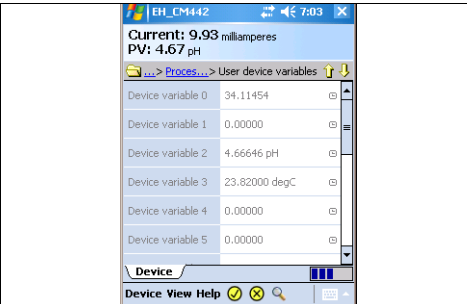 EH_CM442 7:03
Current: 9.93 milliamperes
PV: 4.67 pH
...> Proces...> User device variables
Device variable 0 34.11454
Device variable 1 0.00000
Device variable 2 4.66646 pH
Device variable 3 23.82000 degC
Device variable 4 0.00000
Device variable 5 0.00000
Device
Device View Help